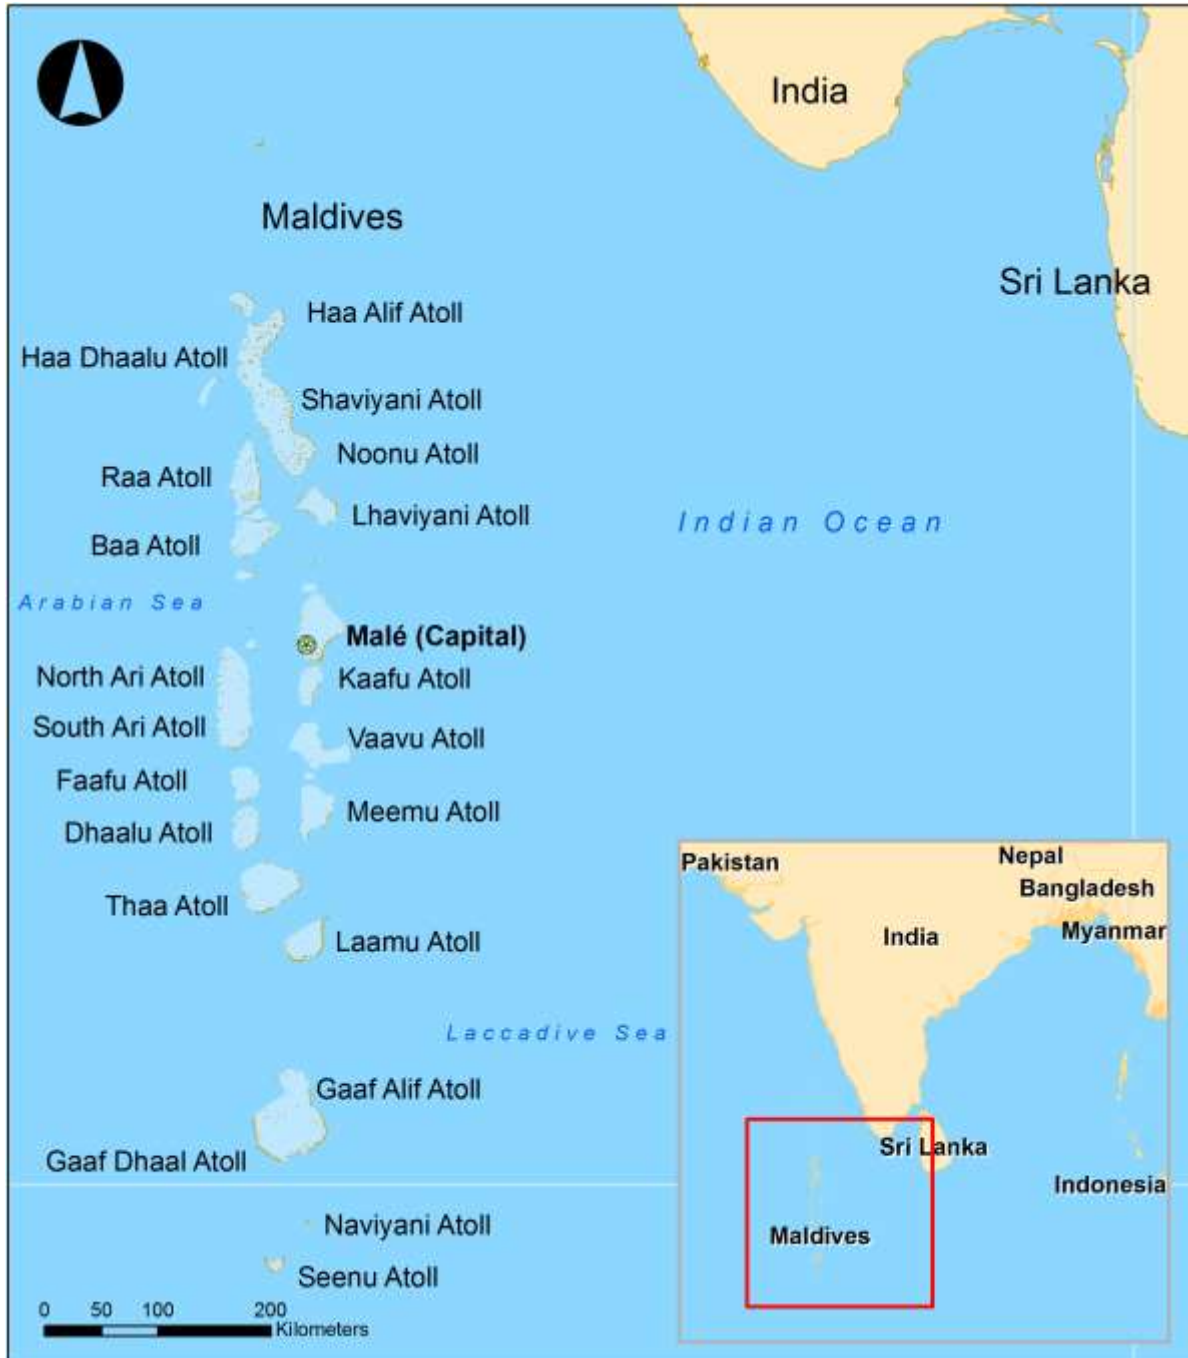 India
Maldives
Sri Lanka
Haa Alif Atoll
Haa Dhaalu Atoll
Shaviyani Atoll
Noonu Atoll
Raa Atoll
Lhaviyani Atoll
Indian Ocean
Baa Atoll
Arabian Sea
Malé (Capital)
North Ari Atoll
Kaafu Atoll
South Ari Atoll
Vaavu Atoll
Faafu Atoll
Meemu Atoll
Dhaalu Atoll
Thaa Atoll
Laamu Atoll
Laccadive Sea
Gaaf Alif Atoll
Gaaf Dhaal Atoll
Naviyani Atoll
Seenu Atoll
0 50 100 200
Kilometers
Pakistan
Nepal
Bangladesh
Myanmar
India
Sri Lanka
Indonesia
Maldives